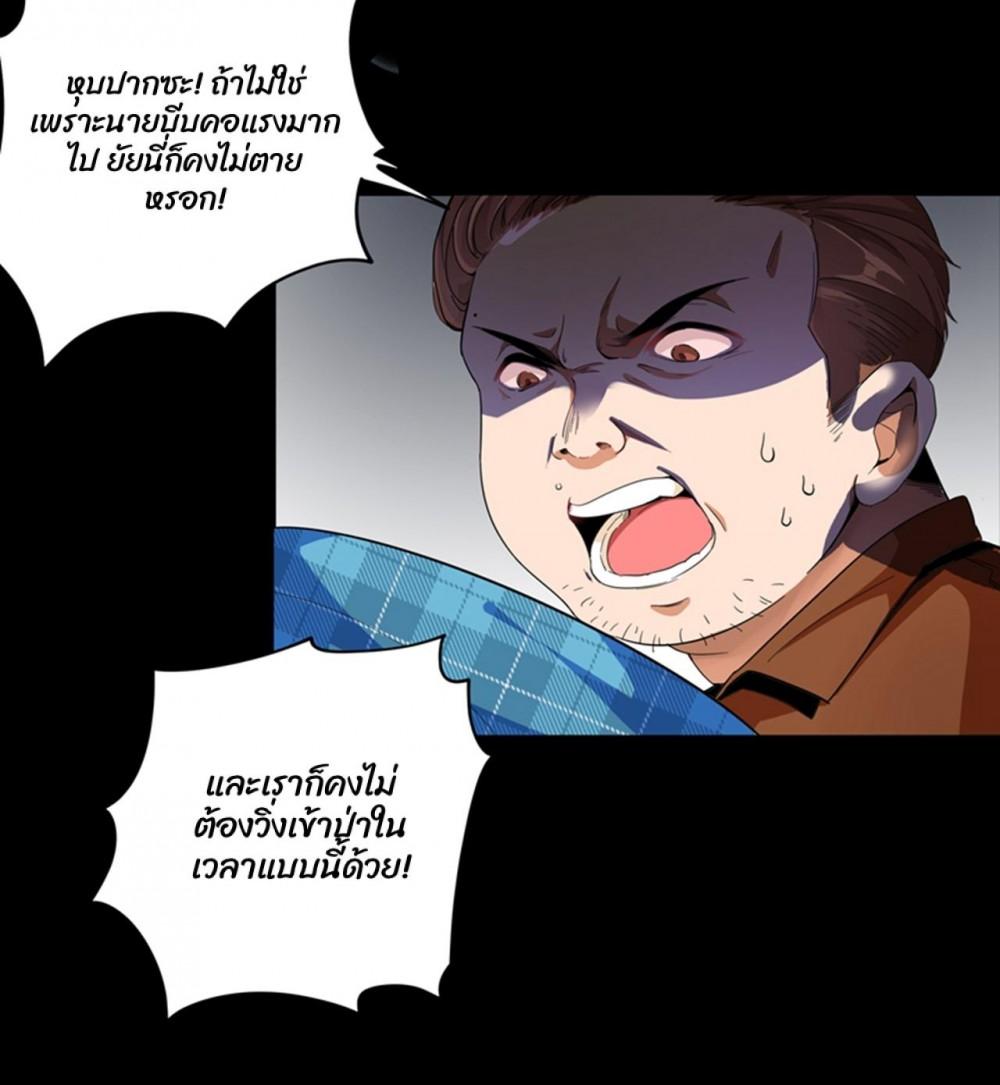 หุบปากซะ! ถ้าไม่ใช่
เพราะนายบีบคอแรงมาก
ไป ยัยนี่ก็คงไม่ตาย
หรอก!
และเราก็คงไม่
ต้องวิ่งเข้าป่าใน
เวลาแบบนี้ด้วย!